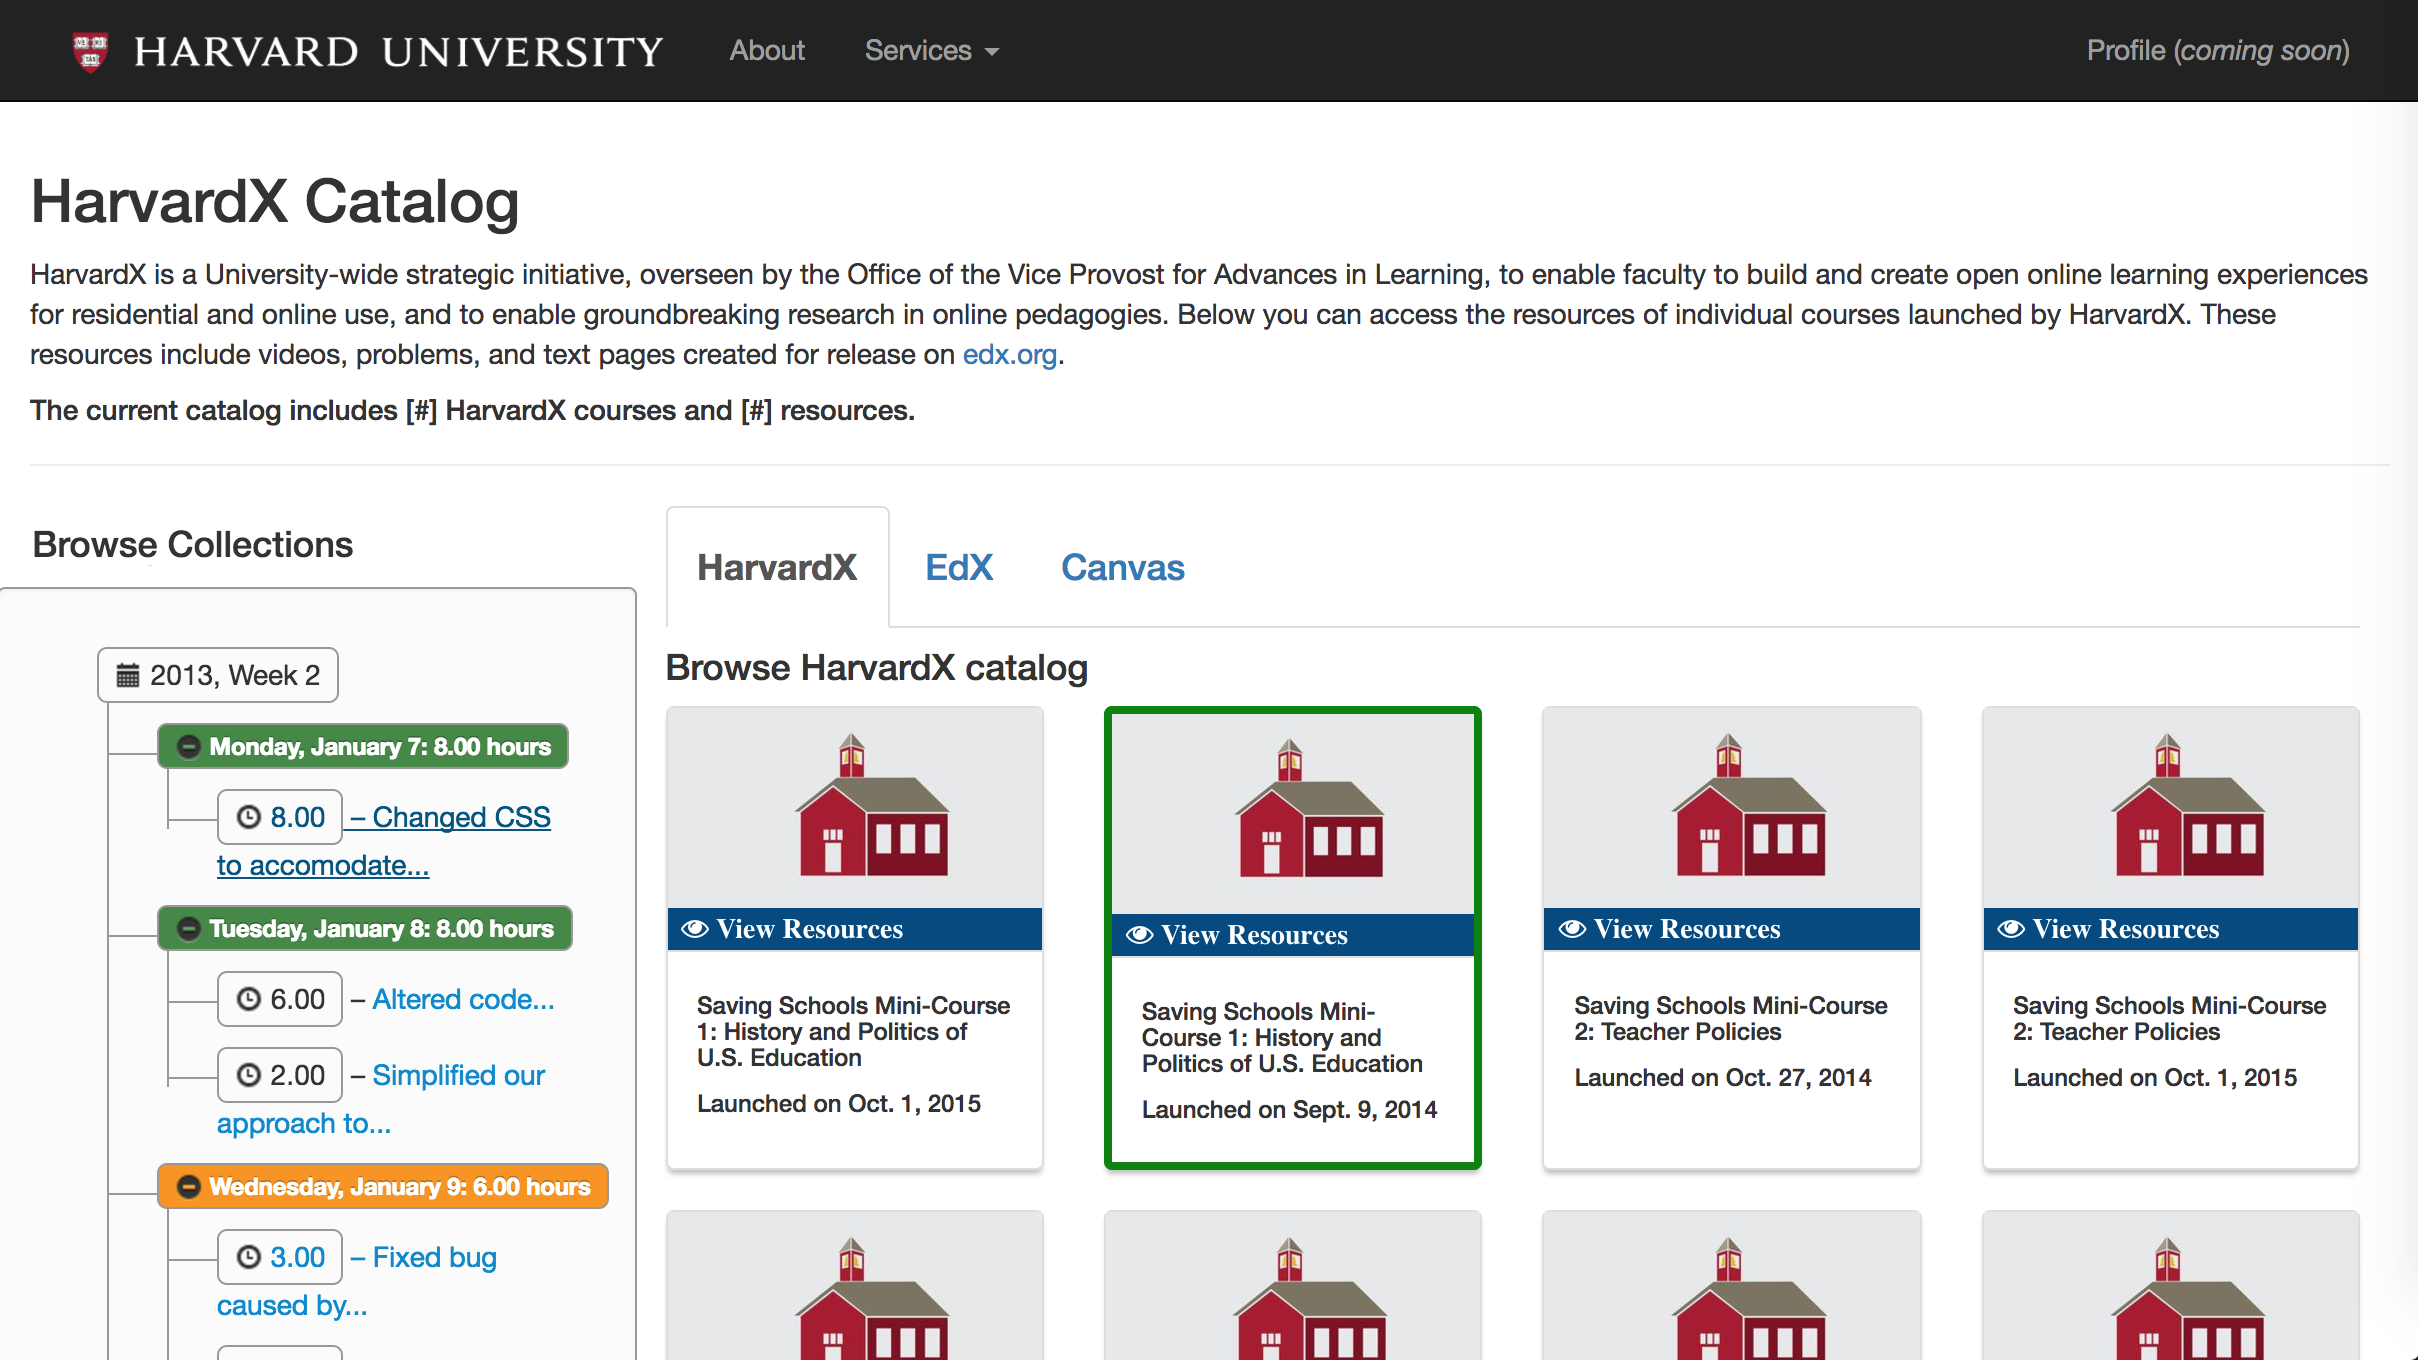 HARVARD UNIVERSITY
About
Services
Profile (coming soon)
HarvardX Catalog
HarvardX is a University-wide strategic initiative, overseen by the Office of the Vice Provost for Advances in Learning, to enable faculty to build and create open online learning experiences
for residential and online use, and to enable groundbreaking research in online pedagogies. Below you can access the resources of individual courses launched by HarvardX. These
resources include videos, problems, and text pages created for release on edx.org.
The current catalog includes [#] HarvardX courses and [#] resources.
Browse Collections
2013, Week 2
Monday, January 7: 8.00 hours
8.00 – Changed CSS
to accomodate...
Tuesday, January 8: 8.00 hours
6.00 – Altered code...
2.00 – Simplified our
approach to...
Wednesday, January 9: 6.00 hours
3.00 – Fixed bug
caused by...
HarvardX
EdX
Canvas
Browse HarvardX catalog
View Resources
Saving Schools Mini-Course
1: History and Politics of
U.S. Education
Launched on Oct. 1, 2015
View Resources
Saving Schools Mini-
Course 1: History and
Politics of U.S. Education
Launched on Sept. 9, 2014
View Resources
Saving Schools Mini-Course
2: Teacher Policies
Launched on Oct. 27, 2014
View Resources
Saving Schools Mini-Course
2: Teacher Policies
Launched on Oct. 1, 2015